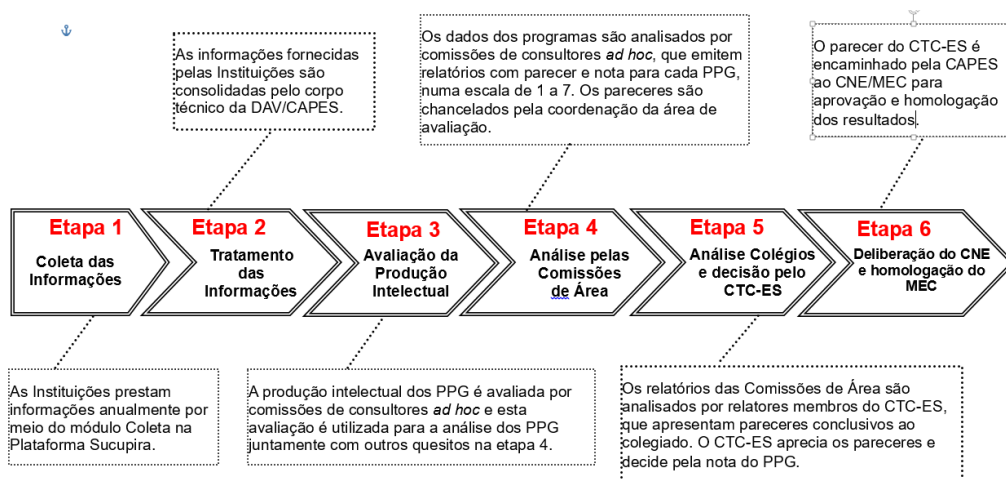 As informações fornecidas
pelas Instituições são
consolidadas pelo corpo
técnico da DAV/CAPES.
Os dados dos programas são analisados por
comissões de consultores ad hoc, que emitem
relatórios com parecer e nota para cada PPG,
numa escala de 1 a 7. Os pareceres são
chancelados pela coordenação da área de
avaliação.
O parecer do CTC-ES é
encaminhado pela CAPES
ao CNE/MEC para
aprovação e homologação
dos resultados.
Etapa 1
Coleta das
Informações
Etapa 2
Tratamento
das
Informações
Etapa 3
Avaliação da
Produção
Intelectual
Etapa 4
Análise pelas
Comissões
de Área
Etapa 5
Análise Colégios
e decisão pelo
CTC-ES
Etapa 6
Deliberação do CNE
e homologação do
MEC
As Instituições prestam
informações anualmente por
meio do módulo Coleta na
Plataforma Sucupira.
A produção intelectual dos PPG é avaliada por
comissões de consultores ad hoc e esta
avaliação é utilizada para a análise dos PPG
juntamente com outros quesitos na etapa 4.
Os relatórios das Comissões de Área são
analisados por relatores membros do CTC-ES,
que apresentam pareceres conclusivos ao
colegiado. O CTC-ES aprecia os pareceres e
decide pela nota do PPG.